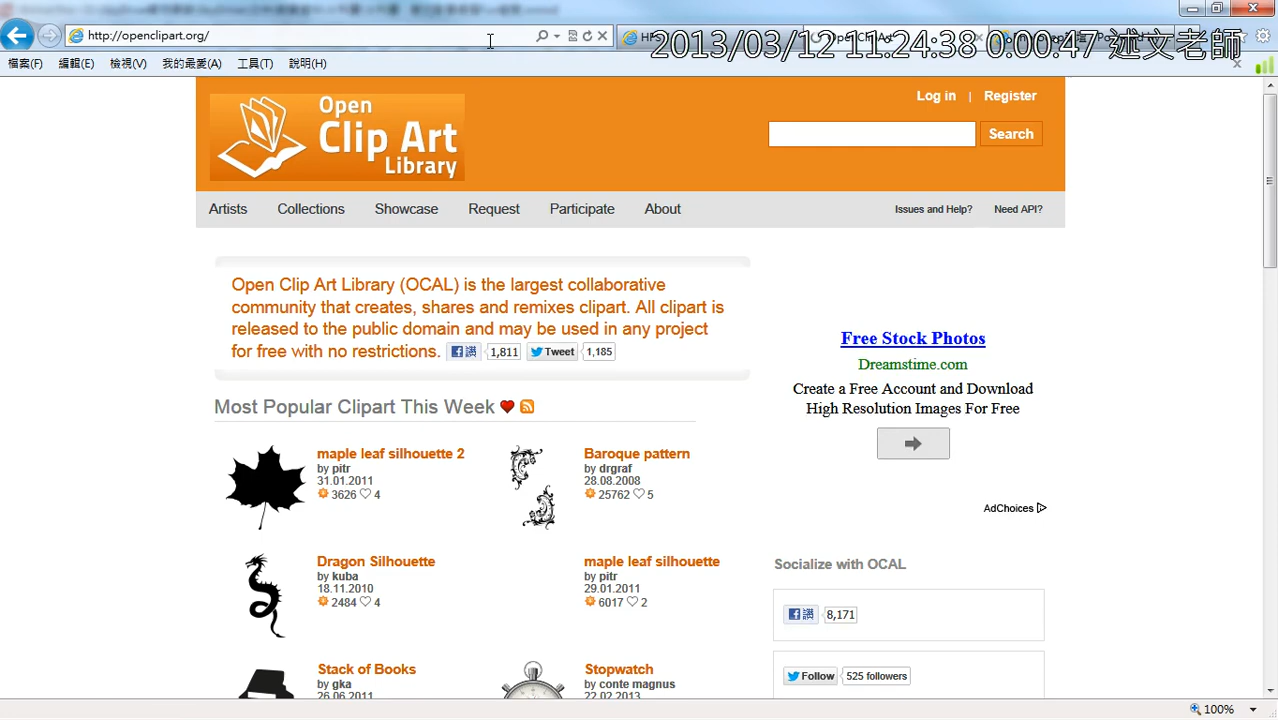 http://openclipart.org/
2013/03/12 11:24:38 0:00:47 述文老師
檔案(F) 編輯(E) 檢視(V) 我的最愛(A) 工具(T) 說明(H)
Open
Clip Art
Library
Log in | Register
Search
Artists Collections Showcase Request Participate About Issues and Help? Need API?
Open Clip Art Library (OCAL) is the largest collaborative
community that creates, shares and remixes clipart. All clipart is
released to the public domain and may be used in any project
for free with no restrictions. 讚 1,811 Tweet 1,185
Free Stock Photos
Dreamstime.com
Create a Free Account and Download
High Resolution Images For Free
AdChoices
Most Popular Clipart This Week
maple leaf silhouette 2
by pitr
31.01.2011
3626 4
Baroque pattern
by drgraf
28.08.2008
25762 5
Dragon Silhouette
by kuba
18.11.2010
2484 4
maple leaf silhouette
by pitr
29.01.2011
6017 2
Stack of Books
by gka
26.06.2011
Stopwatch
by conte magnus
22.02.2013
Socialize with OCAL
讚 8,171
Follow 525 followers
100%